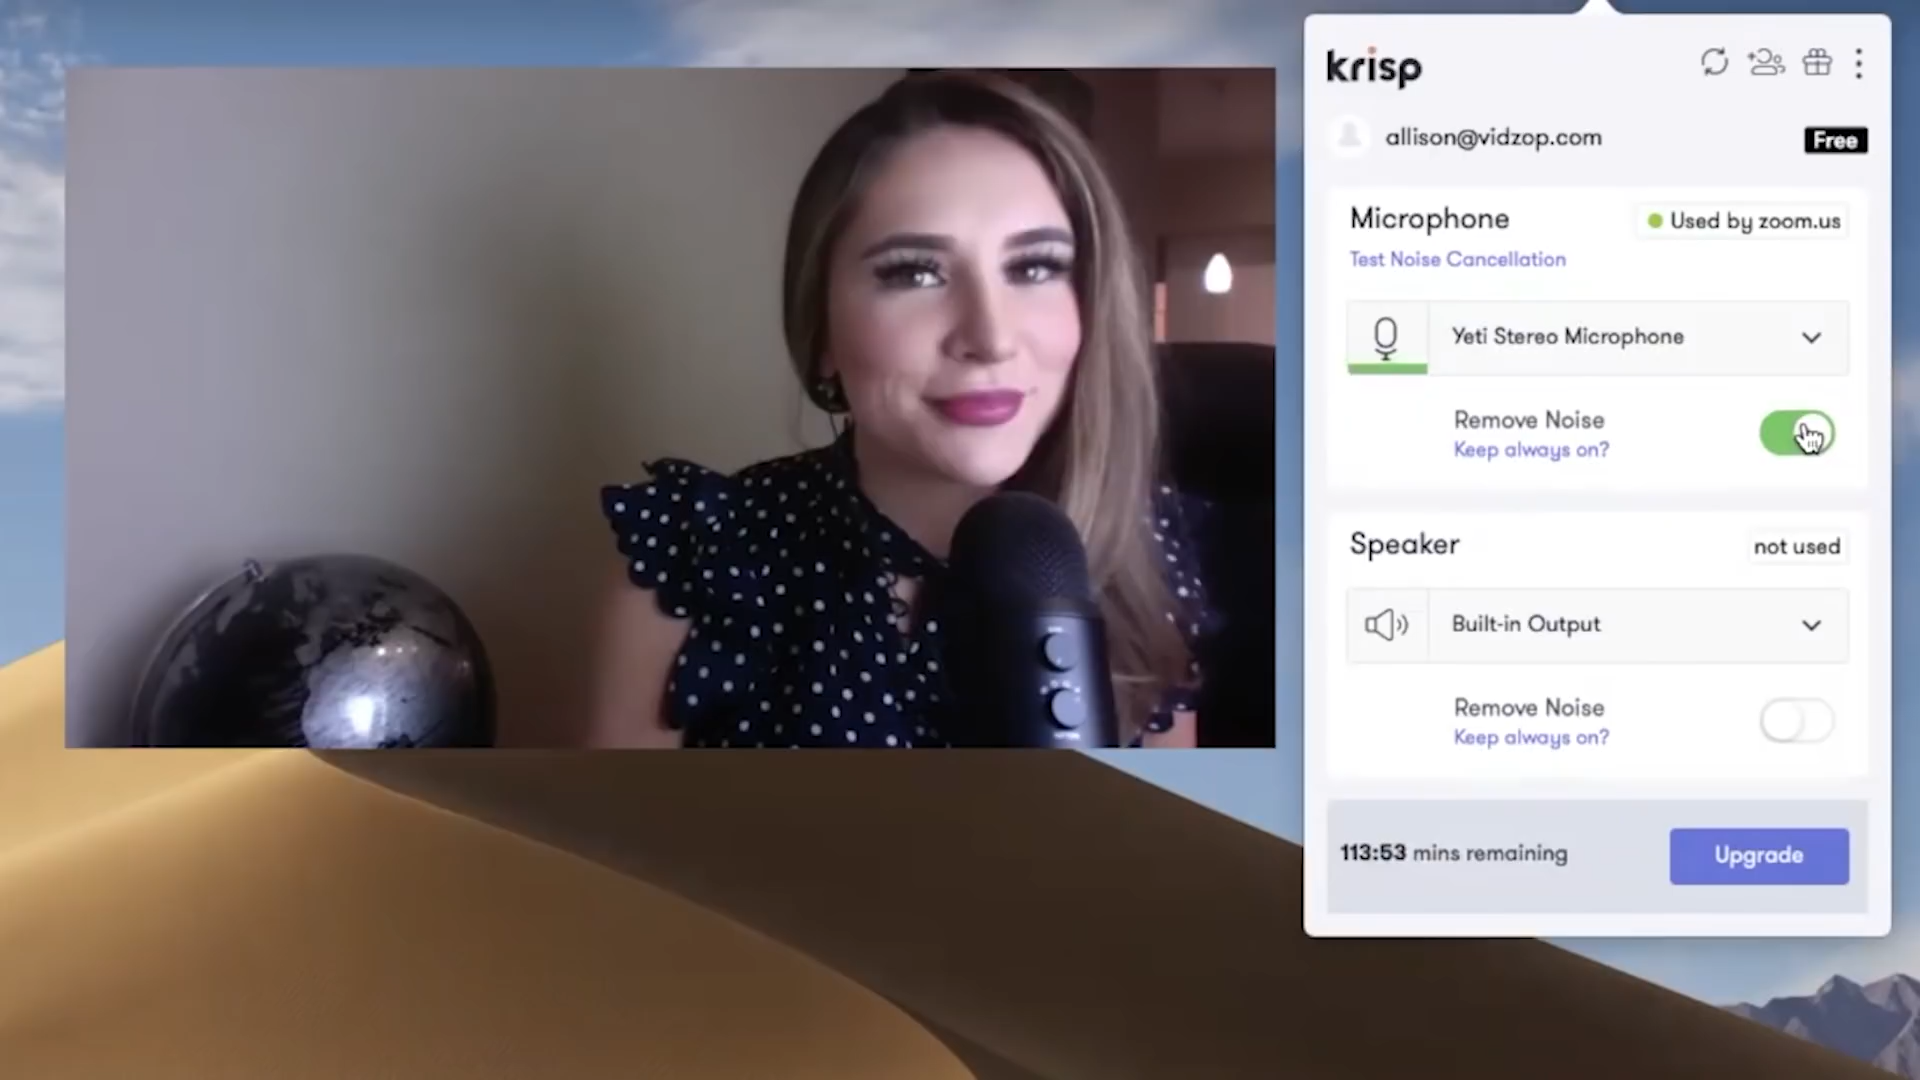 krisp
allison@vidzop.com
Free
Microphone
Used by zoom.us
Test Noise Cancellation
Yeti Stereo Microphone
Remove Noise
Keep always on?
Speaker
not used
Built-in Output
Remove Noise
Keep always on?
113:53 mins remaining
Upgrade